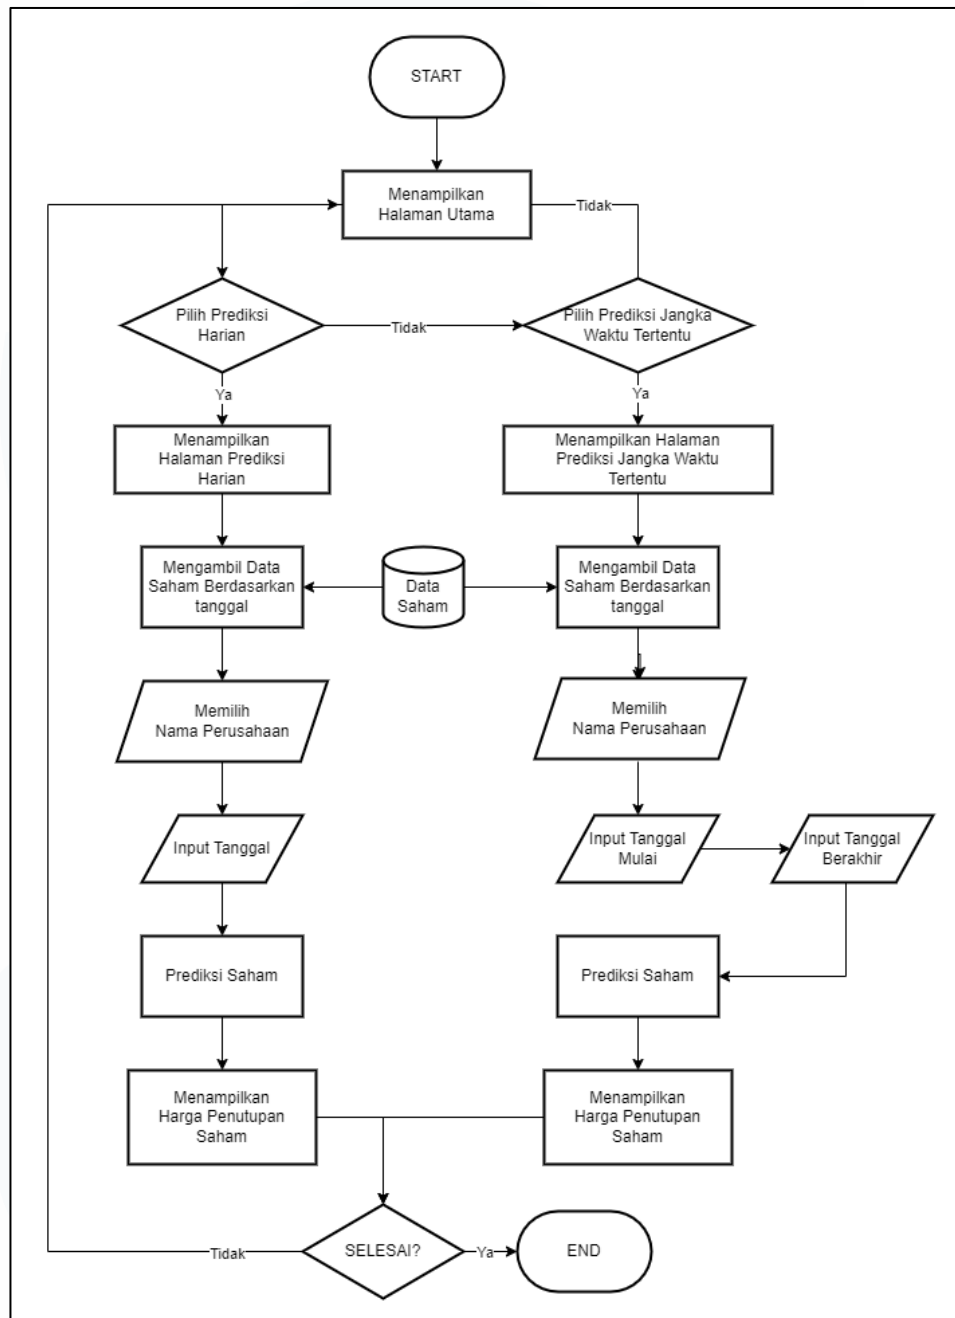 START
Menampilkan
Halaman Utama
Tidak
Pilih Prediksi
Harian
Tidak
Pilih Prediksi Jangka
Waktu Tertentu
Ya
Ya
Menampilkan
Halaman Prediksi
Harian
Menampilkan Halaman
Prediksi Jangka Waktu
Tertentu
Mengambil Data
Saham Berdasarkan
tanggal
Data
Saham
Mengambil Data
Saham Berdasarkan
tanggal
Memilih
Nama Perusahaan
Memilih
Nama Perusahaan
Input Tanggal
Input Tanggal
Mulai
Input Tanggal
Berakhir
Prediksi Saham
Prediksi Saham
Menampilkan
Harga Penutupan
Saham
Menampilkan
Harga Penutupan
Saham
Tidak
SELESAI?
Ya
END